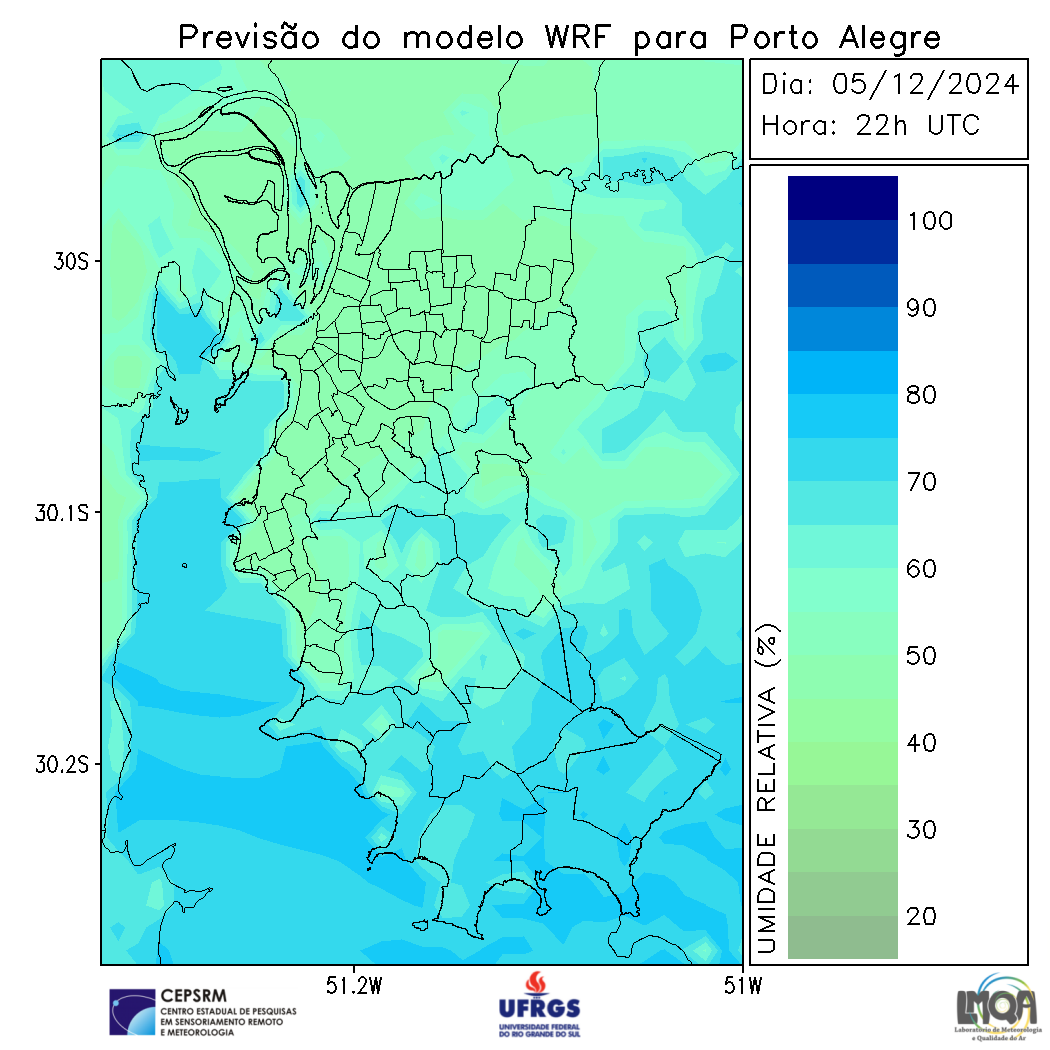 Previsão do modelo WRF para Porto Alegre
Dia: 05/12/2024
Hora: 22h UTC
30S
30.1S
30.2S
51.2W
51W
UMIDADE RELATIVA (%)
100
90
80
70
60
50
40
30
20
CEPSRM
CENTRO ESTADUAL DE PESQUISAS
EM SENSORIAMENTO REMOTO
E METEOROLOGIA
UFRGS
UNIVERSIDADE FEDERAL
DO RIO GRANDE DO SUL
LMQA
Laboratório de Meteorologia
e Qualidade do Ar